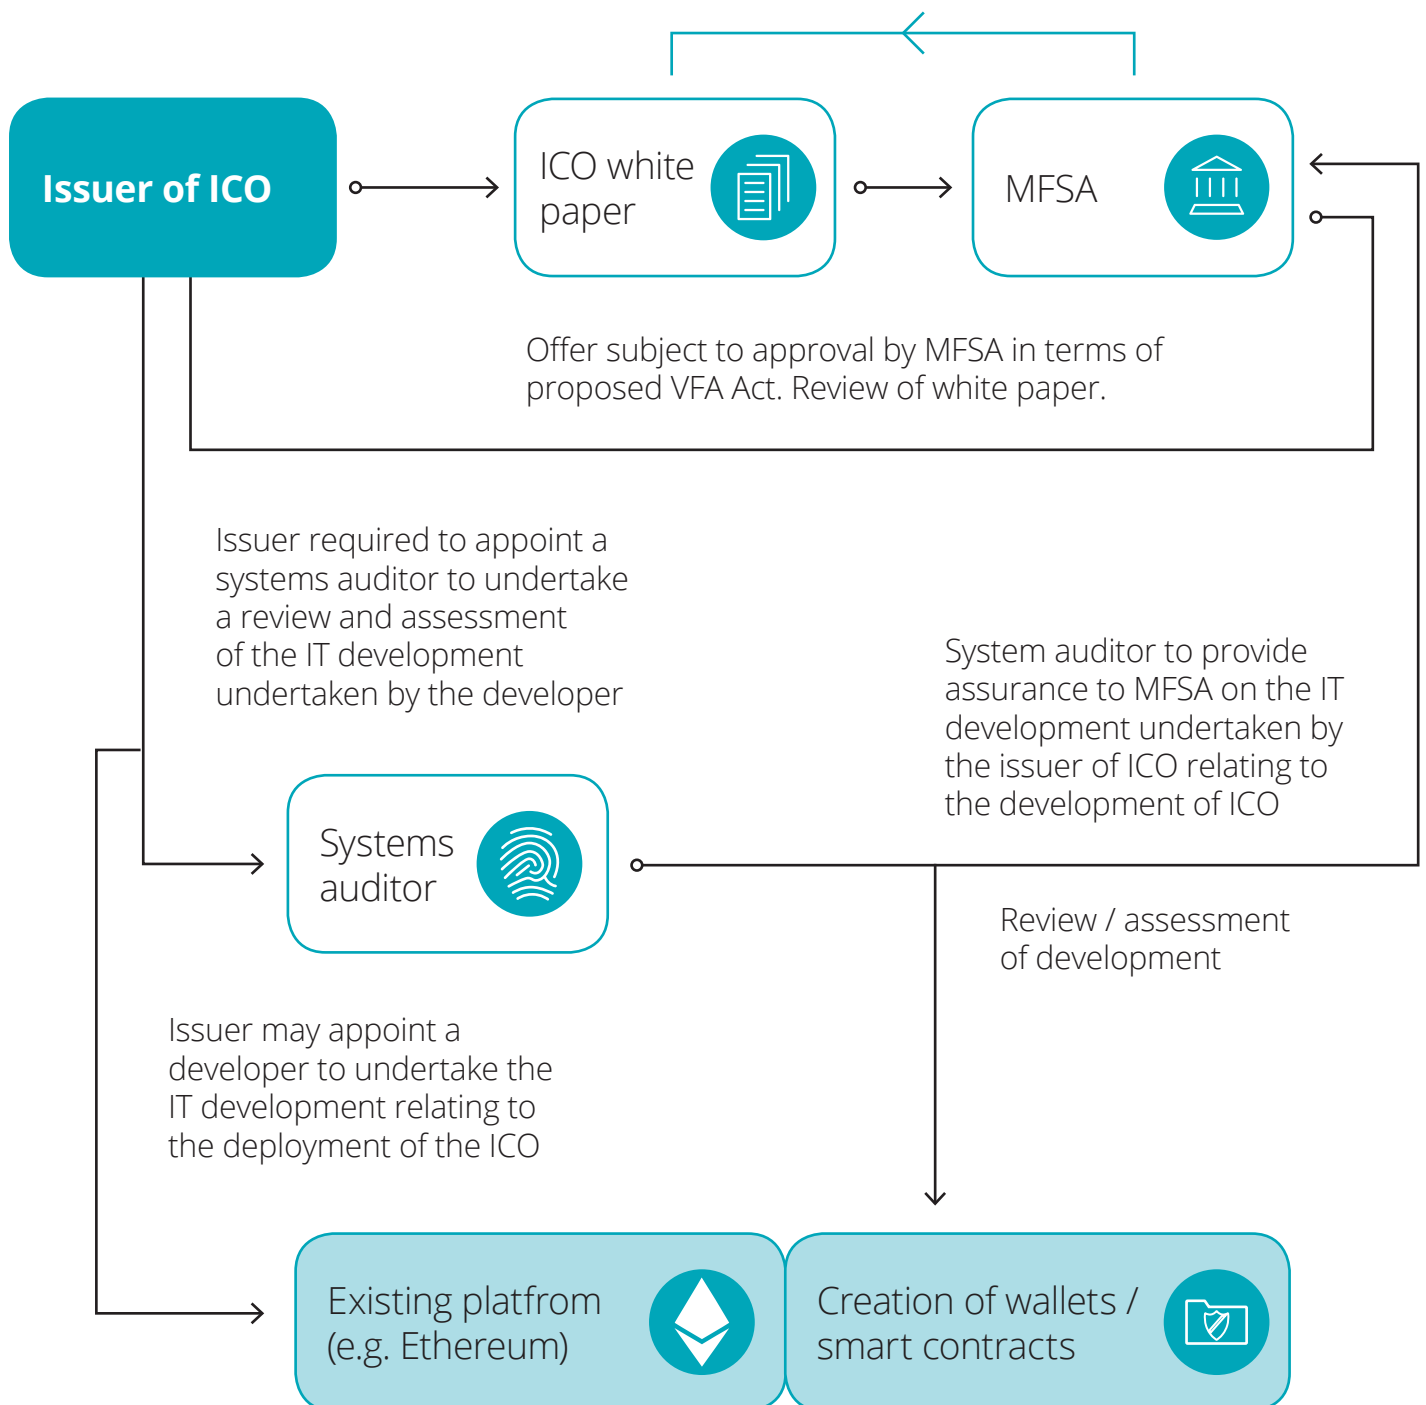 Issuer of ICO
ICO white
paper
MFSA
Offer subject to approval by MFSA in terms of
proposed VFA Act. Review of white paper.
Issuer required to appoint a
systems auditor to undertake
a review and assessment
of the IT development
undertaken by the developer
System auditor to provide
assurance to MFSA on the IT
development undertaken by
the issuer of ICO relating to
the development of ICO
Systems
auditor
Review / assessment
of development
Issuer may appoint a
developer to undertake the
IT development relating to
the deployment of the ICO
Existing platfrom
(e.g. Ethereum)
Creation of wallets /
smart contracts